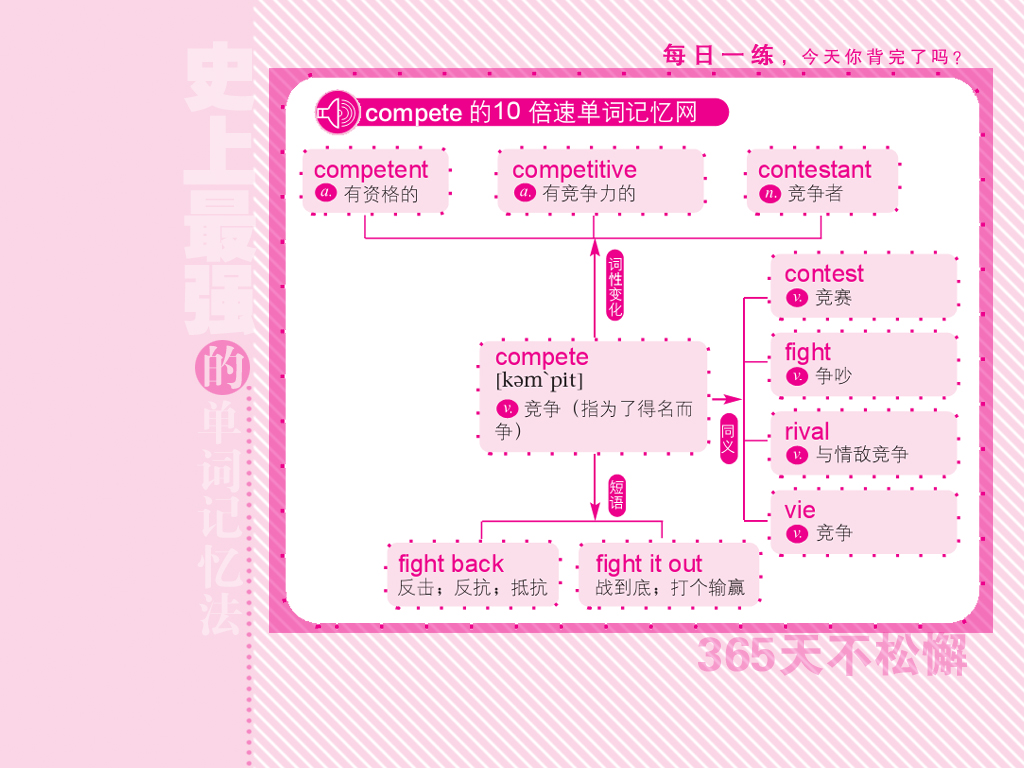 史上最强的单词记忆法
每日一练，今天你背完了吗？
compete 的10 倍速单词记忆网
competent
a. 有资格的
competitive
a. 有竞争力的
contestant
n. 竞争者
词性变化
compete
[kəm`pit]
v. 竞争（指为了得名而
争）
同义
contest
v. 竞赛
fight
v. 争吵
rival
v. 与情敌竞争
vie
v. 竞争
短语
fight back
反击；反抗；抵抗
fight it out
战到底；打个输赢
365天不松懈